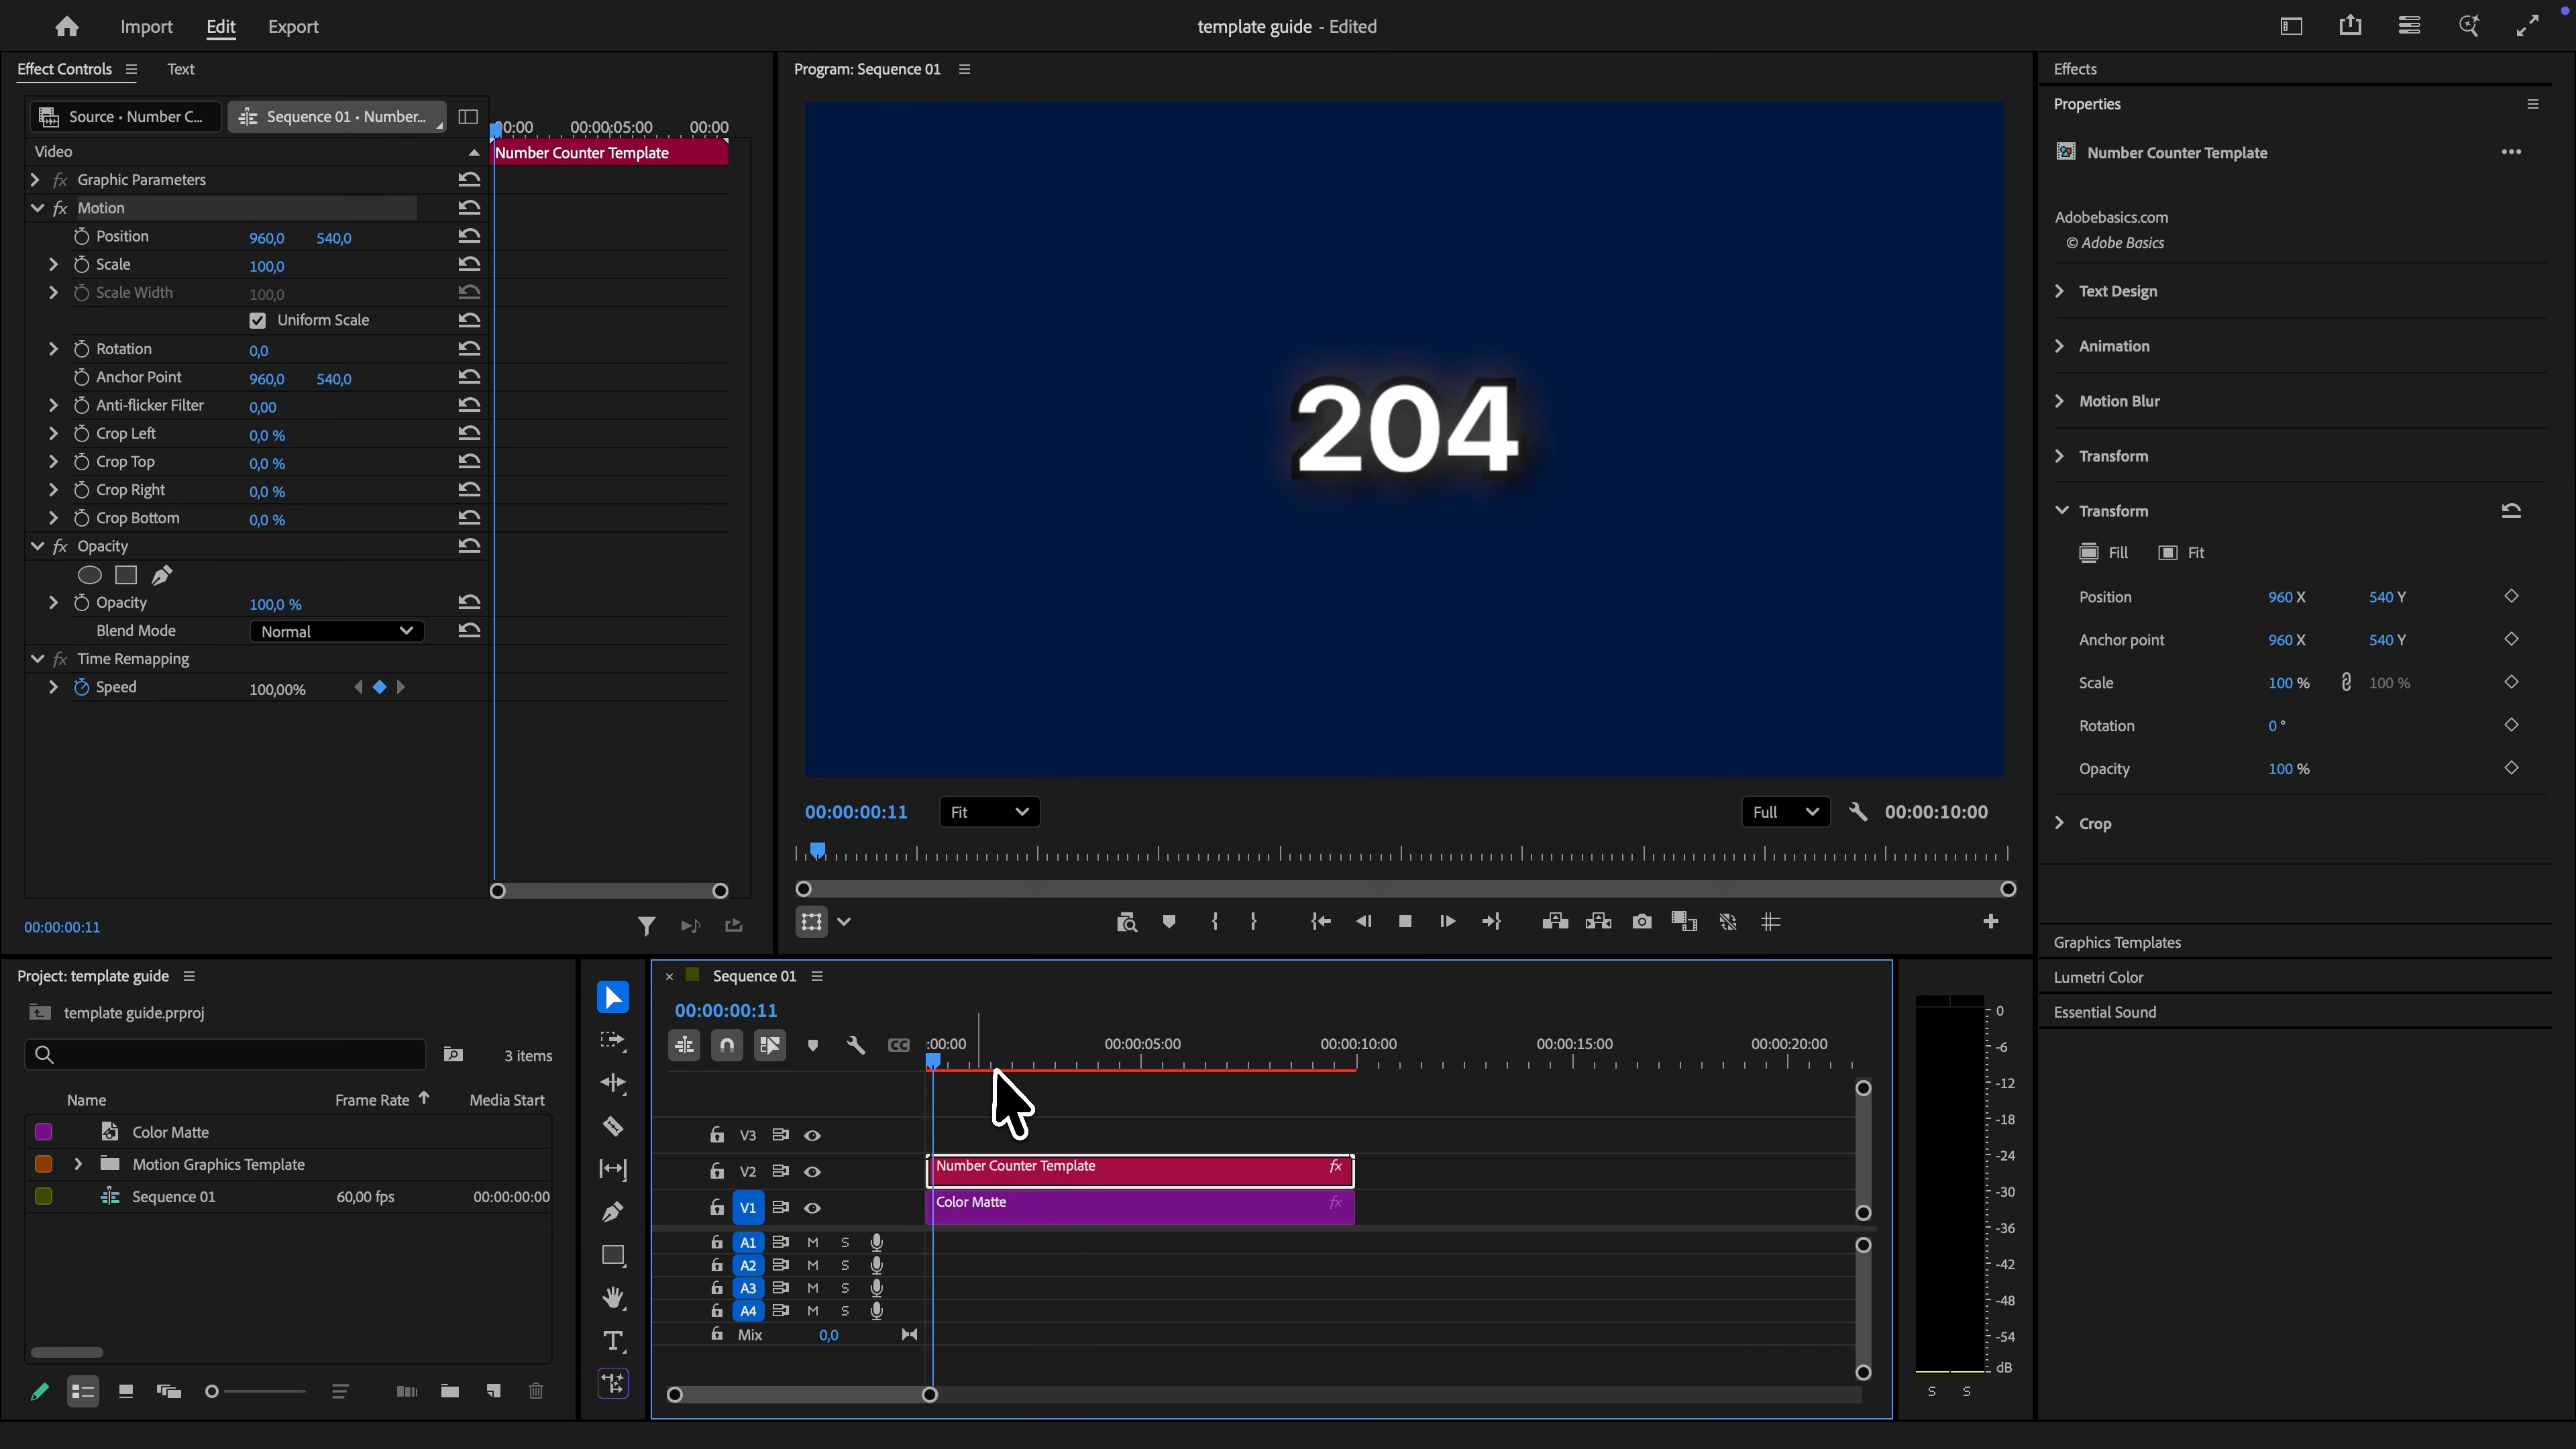 Import Edit Export template guide - Edited
Effect Controls Text
Source • Number C... Sequence 01 • Number...
00:00 00:00:05:00 00:00
Video Number Counter Template
fx Graphic Parameters
fx Motion
Position 960,0 540,0
Scale 100,0
Scale Width 100,0
Uniform Scale
Rotation 0,0
Anchor Point 960,0 540,0
Anti-flicker Filter 0,00
Crop Left 0,0 %
Crop Top 0,0 %
Crop Right 0,0 %
Crop Bottom 0,0 %
fx Opacity
Opacity 100,0 %
Blend Mode Normal
fx Time Remapping
Speed 100,00%
00:00:00:11
Program: Sequence 01
204
00:00:00:11 Fit Full 00:00:10:00
Effects
Properties
Number Counter Template
Adobebasics.com
© Adobe Basics
Text Design
Animation
Motion Blur
Transform
Transform
Fill Fit
Position 960 X 540 Y
Anchor point 960 X 540 Y
Scale 100 % 100 %
Rotation 0 °
Opacity 100 %
Crop
Graphics Templates
Lumetri Color
Essential Sound
Project: template guide
template guide.prproj
3 items
Name Frame Rate Media Start
Color Matte
Motion Graphics Template
Sequence 01 60,00 fps 00:00:00:00
× Sequence 01
00:00:00:11
CC :00:00 00:00:05:00 00:00:10:00 00:00:15:00 00:00:20:00
V3
V2 Number Counter Template fx
V1 Color Matte fx
A1 M S
A2 M S
A3 M S
A4 M S
Mix 0,0
0
-6
-12
-18
-24
-30
-36
-42
-48
-54
dB
S S